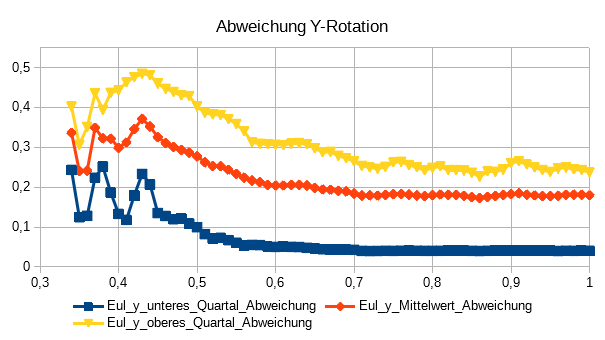 Abweichung Y-Rotation
0,5
0,4
0,3
0,2
0,1
0
0,3 0,4 0,5 0,6 0,7 0,8 0,9 1
Eul_y_unteres_Quartal_Abweichung Eul_y_Mittelwert_Abweichung
Eul_y_oberes_Quartal_Abweichung